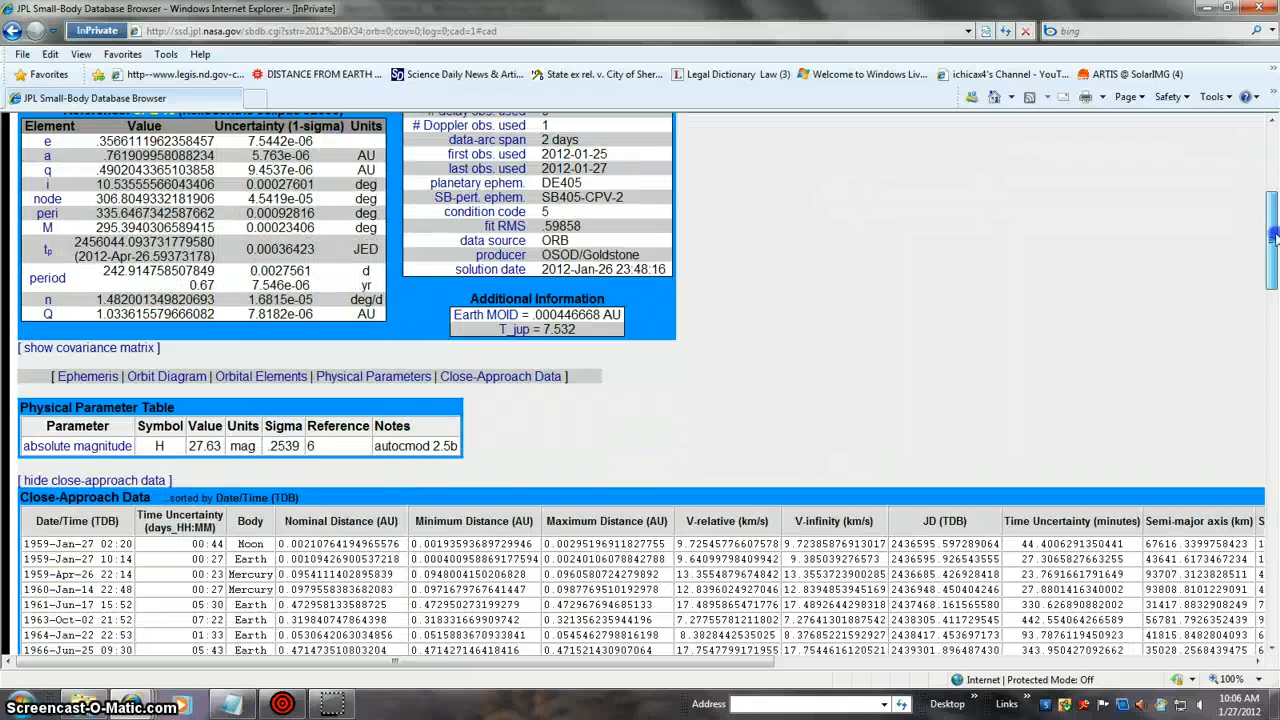 JPL Small-Body Database Browser - Windows Internet Explorer - [InPrivate]
InPrivate http://ssd.jpl.nasa.gov/sbdb.cgi?sstr=2012%20BX34;orb=0;cov=0;log=0;cad=1#cad bing
File Edit View Favorites Tools Help
Favorites http--www.legis.nd.gov-c... DISTANCE FROM EARTH ... Science Daily News & Arti... State ex rel. v. City of Sher... Legal Dictionary Law (3) Welcome to Windows Liv... ichicax4's Channel - YouT... ARTIS @ SolarIMG (4)
JPL Small-Body Database Browser
Page Safety Tools
Element Value Uncertainty (1-sigma) Units
e .3566111962358457 7.5442e-06
a .761909958088234 5.763e-06 AU
q .4902043365103858 9.4537e-06 AU
i 10.53555566043406 0.00027601 deg
node 306.8049332181906 4.5419e-05 deg
peri 335.6467342587662 0.00092816 deg
M 295.3940306589415 0.00023406 deg
tp 2456044.093731779580
(2012-Apr-26.59373178) 0.00036423 JED
period 242.914758507849 0.0027561 d
0.67 7.546e-06 yr
n 1.482001349820693 1.6815e-05 deg/d
Q 1.033615579666082 7.8182e-06 AU
# Doppler obs. used 1
data-arc span 2 days
first obs. used 2012-01-25
last obs. used 2012-01-27
planetary ephem. DE405
SB-pert. ephem. SB405-CPV-2
condition code 5
fit RMS .59858
data source ORB
producer OSOD/Goldstone
solution date 2012-Jan-26 23:48:16
Additional Information
Earth MOID = .000446668 AU
T_jup = 7.532
[ show covariance matrix ]
[ Ephemeris | Orbit Diagram | Orbital Elements | Physical Parameters | Close-Approach Data ]
Physical Parameter Table
Parameter Symbol Value Units Sigma Reference Notes
absolute magnitude H 27.63 mag .2539 6 autocmod 2.5b
[ hide close-approach data ]
Close-Approach Data ..sorted by Date/Time (TDB)
Date/Time (TDB) Time Uncertainty (days_HH:MM) Body Nominal Distance (AU) Minimum Distance (AU) Maximum Distance (AU) V-relative (km/s) V-infinity (km/s) JD (TDB) Time Uncertainty (minutes) Semi-major axis (km)
1959-Jan-27 02:20 00:44 Moon 0.00210764194965576 0.00193593689729946 0.00295196911827755 9.72545776607578 9.72385876913017 2436595.597289064 44.4006291350441 67616.3399758423
1959-Jan-27 10:14 00:27 Earth 0.00109426900537218 0.000400958869177594 0.00240106078842786 9.64099779840942 9.385039276573 2436595.926543555 27.3065827663255 43641.6173467234
1959-Apr-26 22:14 00:23 Mercury 0.0954111402895839 0.0948004150206828 0.0960580724279892 13.3554879674842 13.3553723900285 2436685.426928418 23.7691661791649 93707.3123828511
1960-Jan-14 22:48 00:27 Mercury 0.0979558383682083 0.0971679767641447 0.0987769510192978 12.8396024927046 12.8394853945169 2436948.450404246 27.8801416340002 93808.8101229091
1961-Jun-17 15:52 05:30 Earth 0.472958133588725 0.472950273199279 0.472967694685133 17.4895865471776 17.4892644298318 2437468.161565580 330.626890882002 31417.8832908249
1963-Oct-02 21:52 07:22 Earth 0.319840747864398 0.318331669909742 0.321356235944196 7.27755781211802 7.27641301887542 2438305.411729545 442.554064266589 56781.7926352439
1964-Jan-22 22:53 01:33 Earth 0.0530642063034856 0.0515883670933841 0.0545462798816198 8.3828442535025 8.37685221592927 2438417.453691636 93.7876119450903 41815.8482804093
1966-Jun-25 09:30 05:43 Earth 0.471473510803204 0.471427146418416 0.471521430907064 17.7547880756788 17.7544616120521 2439301.896487034 343.950427092662 35028.2568349374
Internet | Protected Mode: Off 100%
Screencast-O-Matic.com Address Desktop Links 10:06 AM
1/27/2012